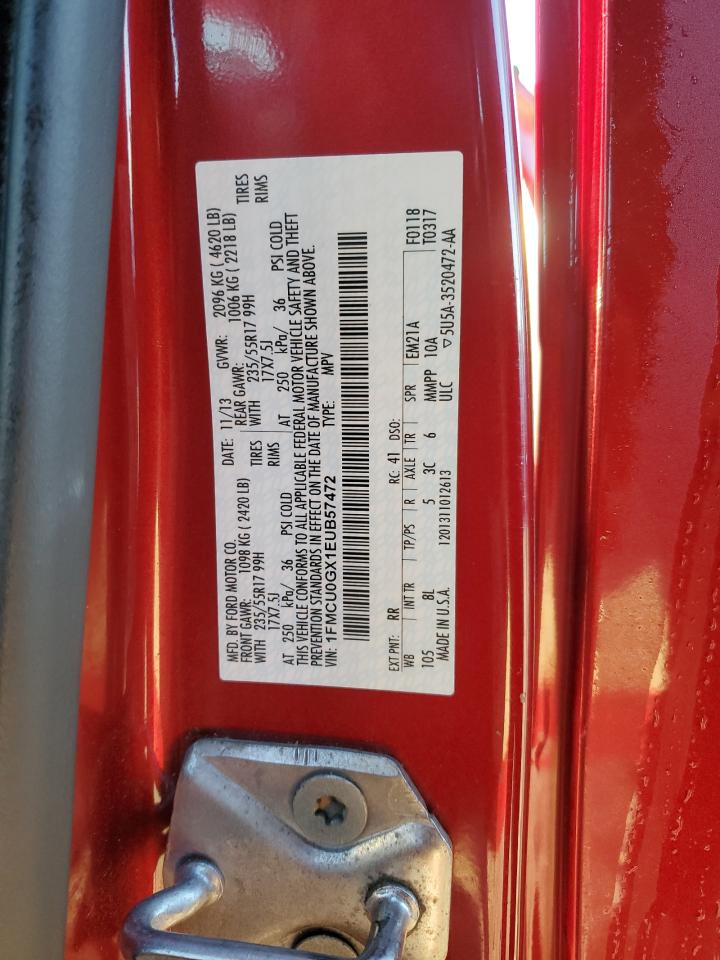 MFD. BY FORD MOTOR CO.
DATE: 11/13 GVWR: 2096 KG ( 4620 LB)
FRONT GAWR: 1098 KG ( 2420 LB) REAR GAWR: 1006 KG ( 2218 LB)
WITH 235/55R17 99H TIRES WITH 235/55R17 99H TIRES
17X7.5J RIMS 17X7.5J RIMS
AT 250 kPa/ 36 PSI COLD AT 250 kPa/ 36 PSI COLD
THIS VEHICLE CONFORMS TO ALL APPLICABLE FEDERAL MOTOR VEHICLE SAFETY AND THEFT
PREVENTION STANDARDS IN EFFECT ON THE DATE OF MANUFACTURE SHOWN ABOVE.
VIN: 1FMCU0GX1EUB57472 TYPE: MPV
EXT PNT: RR RC: 41 DSO: F0118
WB INT TR TP/PS R AXLE TR SPR EM21A T0317
105 8L 5 3C 6 MMPP 10A
MADE IN U.S.A. 1201311012613 ULC ▽5U5A-3520472-AA